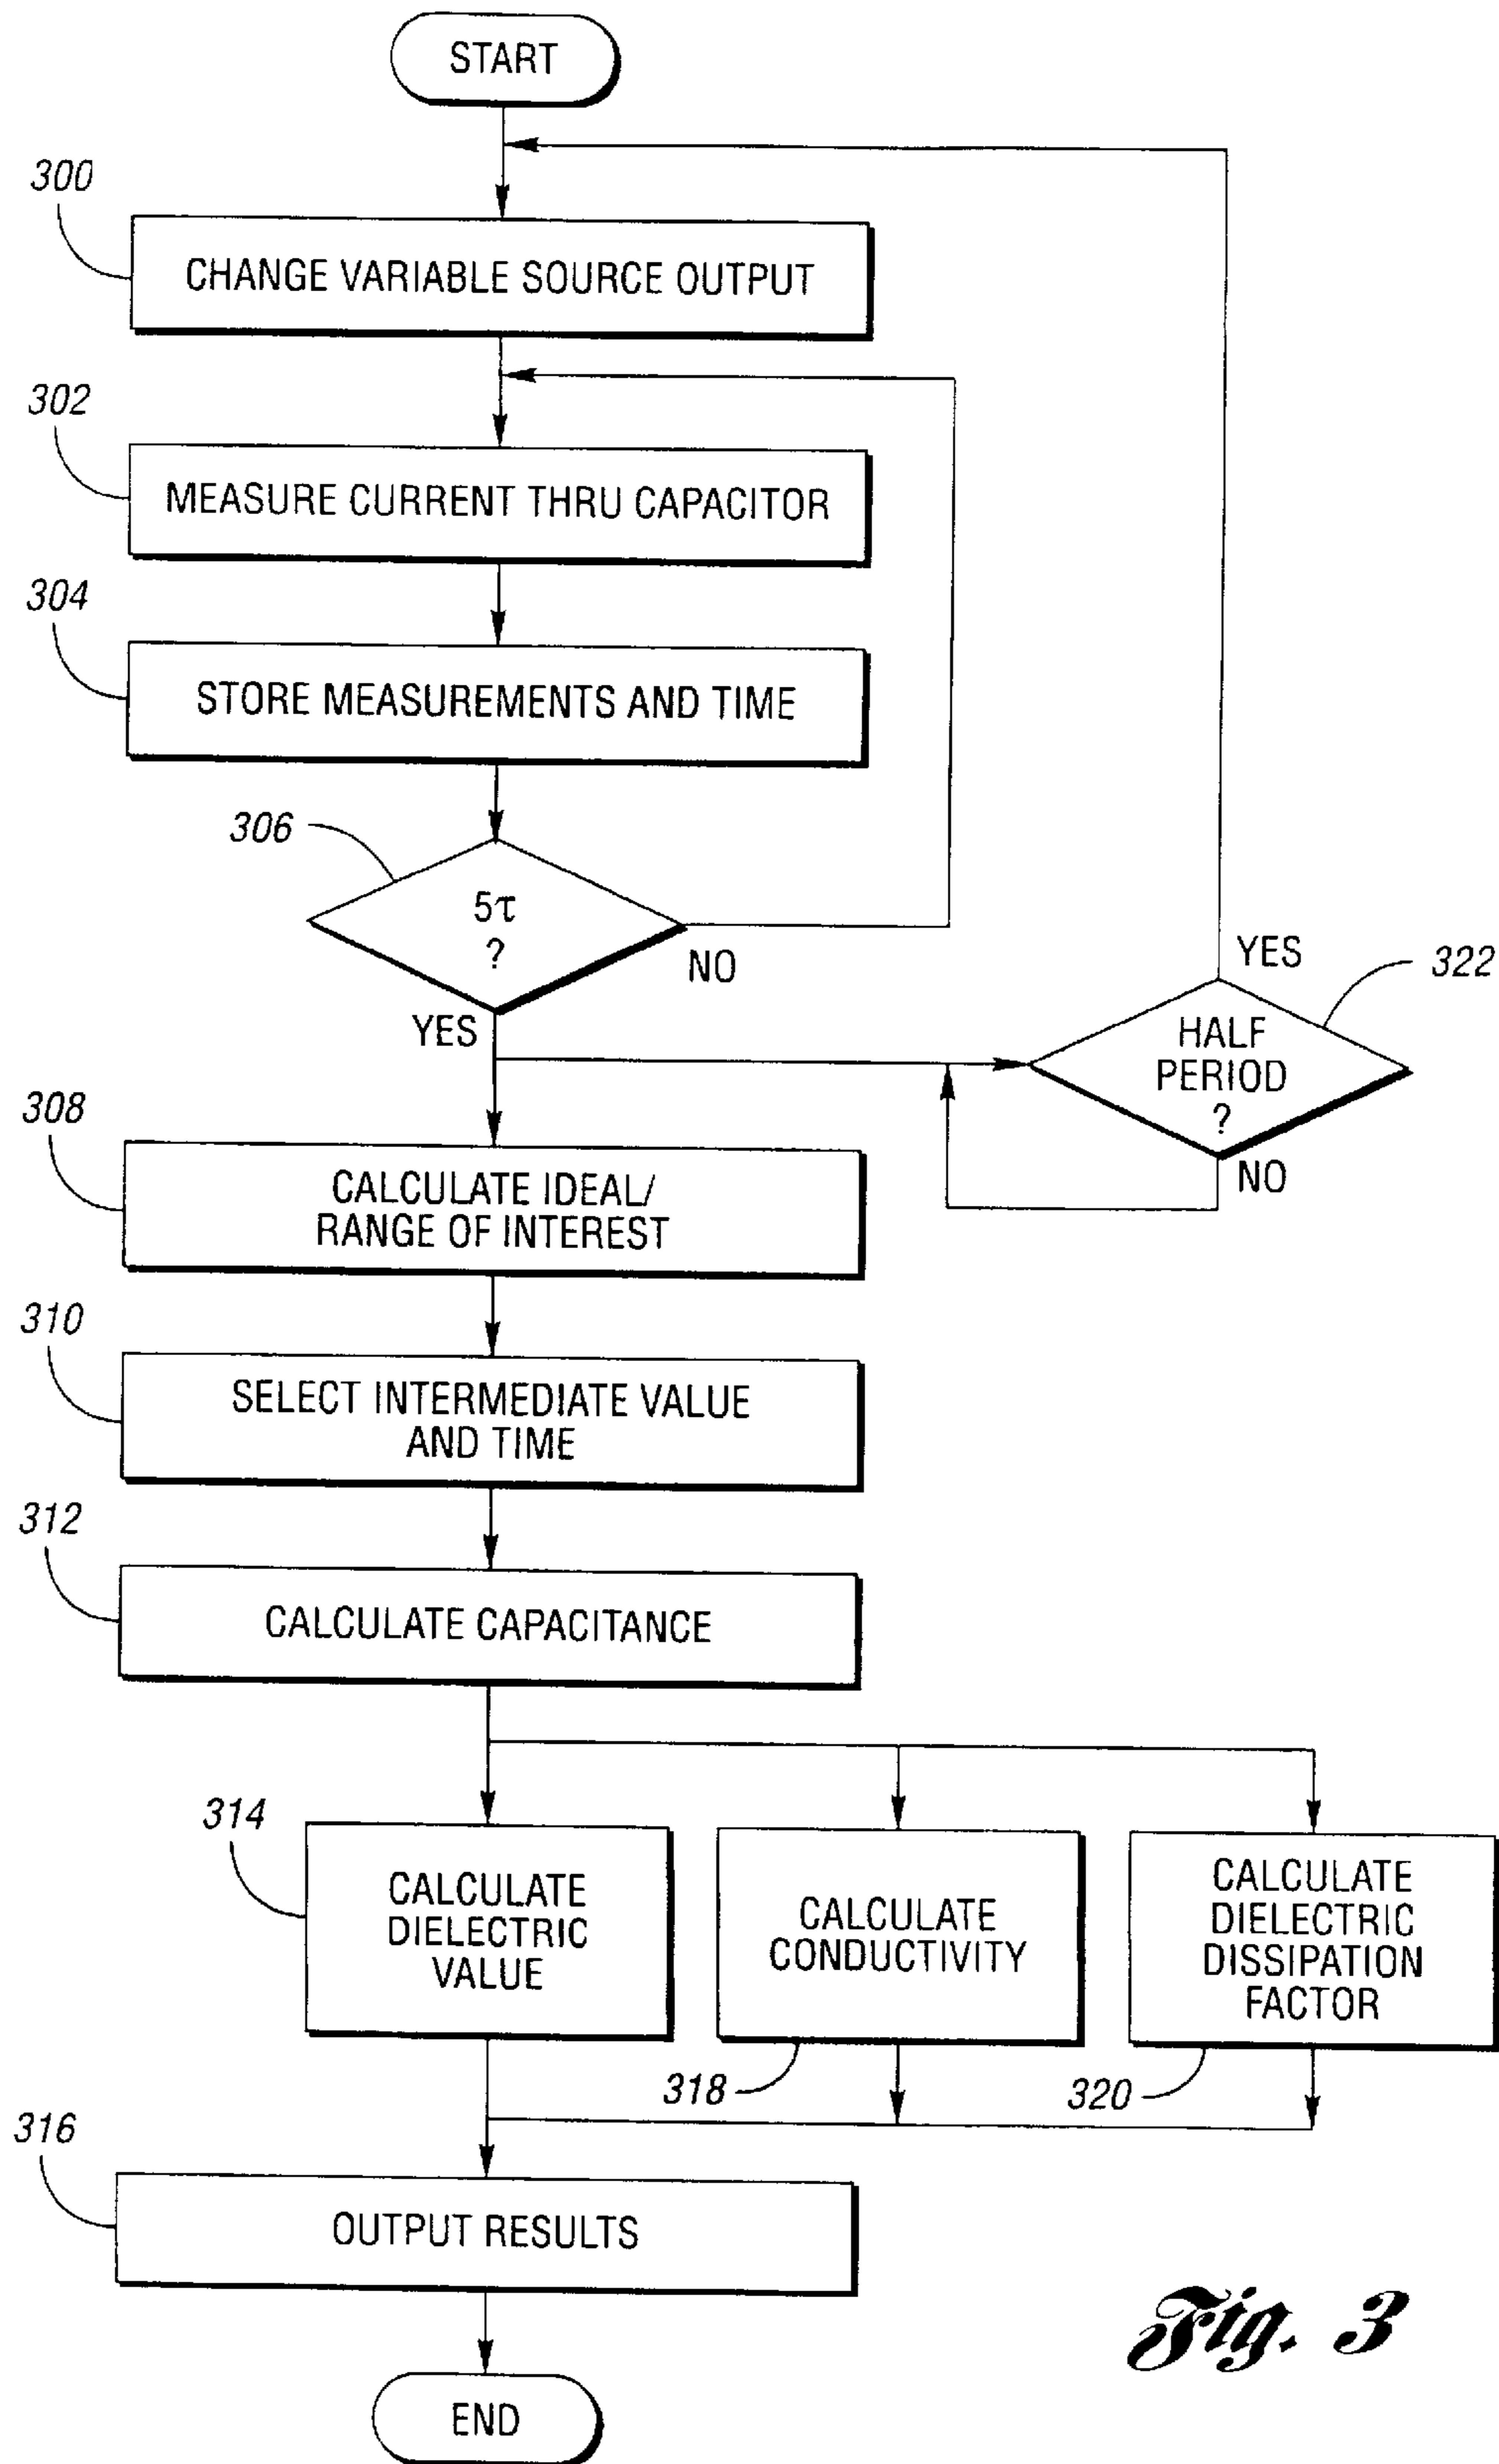 START
300
CHANGE VARIABLE SOURCE OUTPUT
302
MEASURE CURRENT THRU CAPACITOR
304
STORE MEASUREMENTS AND TIME
306
5τ
?
NO
YES
YES
322
HALF
PERIOD
?
NO
308
CALCULATE IDEAL/
RANGE OF INTEREST
310
SELECT INTERMEDIATE VALUE
AND TIME
312
CALCULATE CAPACITANCE
314
CALCULATE
DIELECTRIC
VALUE
CALCULATE
CONDUCTIVITY
318
CALCULATE
DIELECTRIC
DISSIPATION
FACTOR
320
316
OUTPUT RESULTS
END
Fig. 3